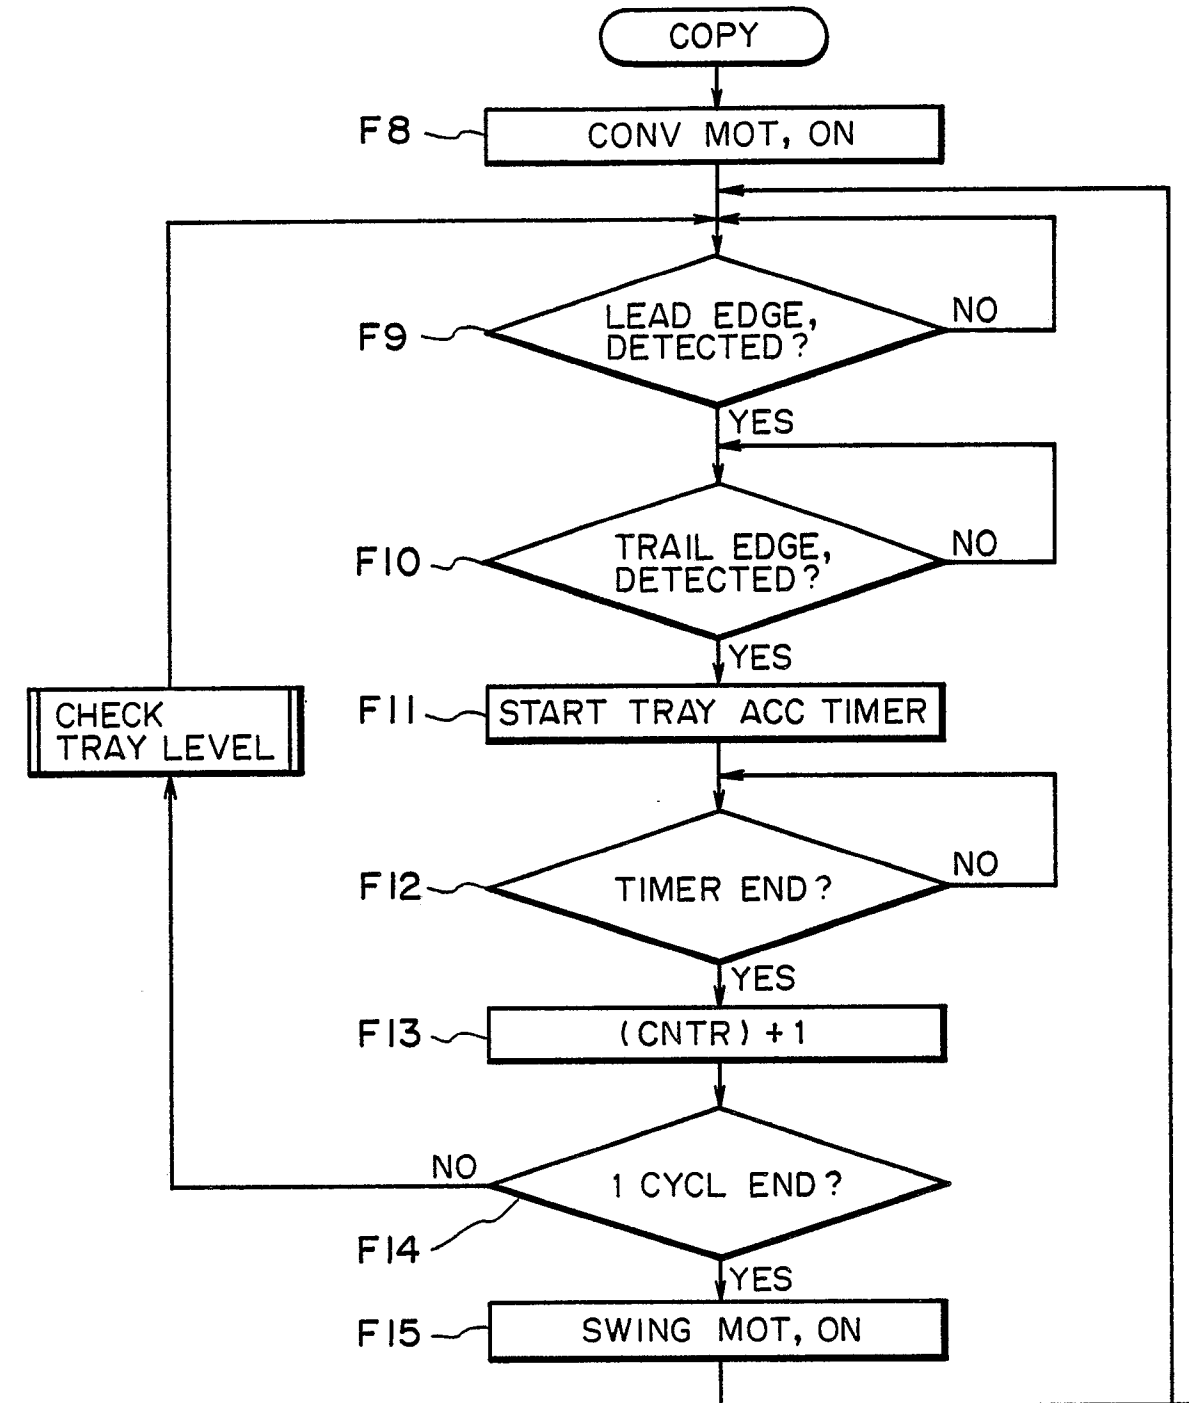 COPY
F8
CONV MOT, ON
F9
LEAD EDGE,
DETECTED?
NO
YES
F10
TRAIL EDGE,
DETECTED?
NO
YES
CHECK
TRAY LEVEL
F11
START TRAY ACC TIMER
F12
TIMER END?
NO
YES
F13
(CNTR) + 1
NO
1 CYCL END?
F14
YES
F15
SWING MOT, ON